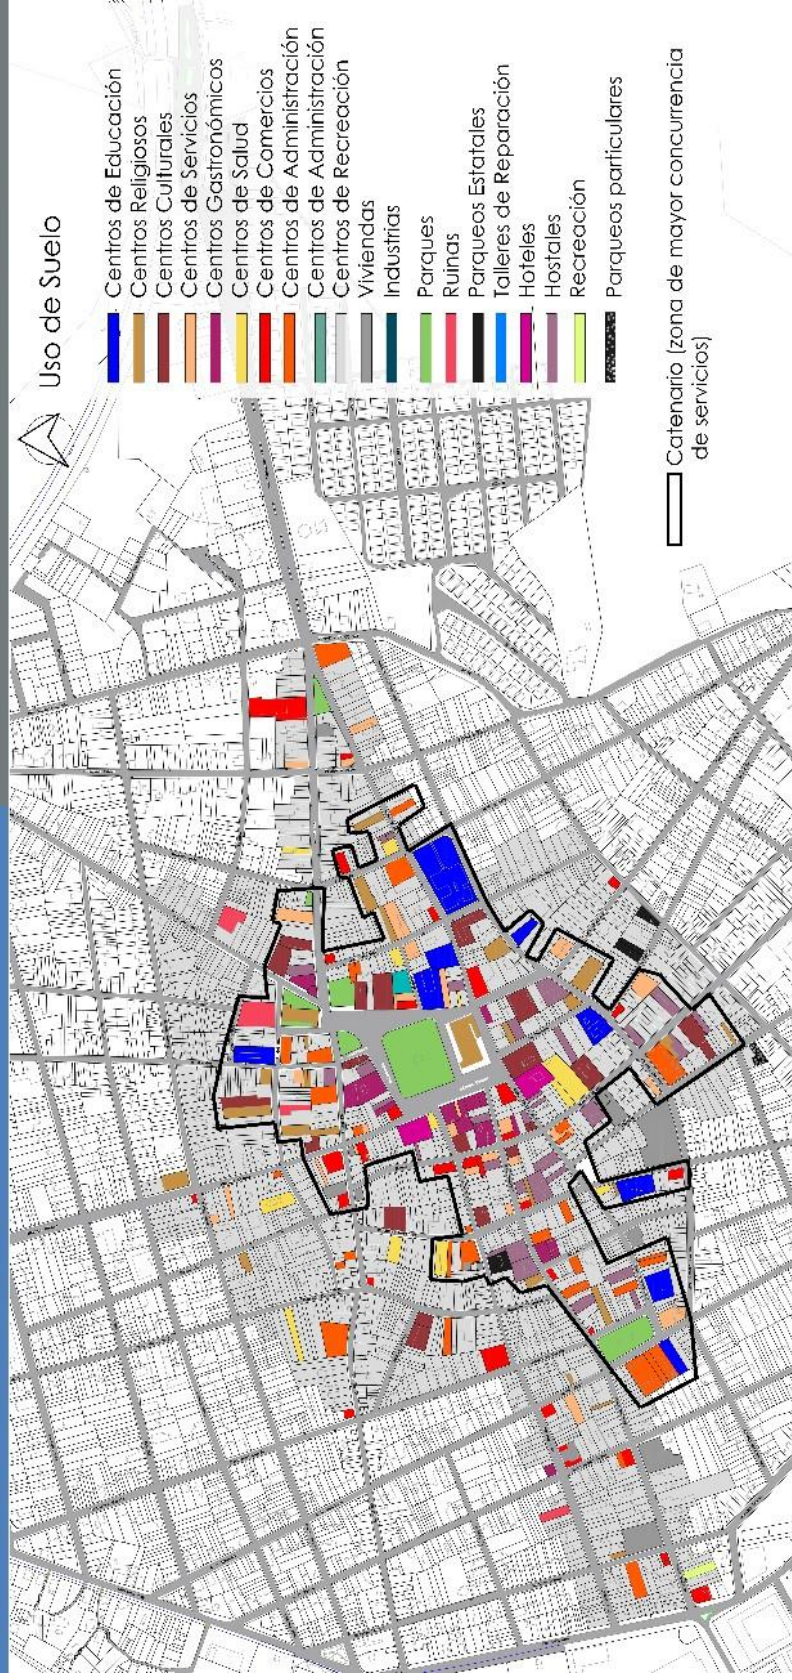 Uso de Suelo
Centros de Educación
Centros Religiosos
Centros Culturales
Centros de Servicios
Centros Gastronómicos
Centros de Salud
Centros de Comercios
Centros de Administración
Centros de Administración
Centros de Recreación
Viviendas
Industrias
Parques
Ruinas
Parqueos Estatales
Talleres de Reparación
Hoteles
Hostales
Recreación
Parqueos particulares
Catenario (zona de mayor concurrencia
de servicios)